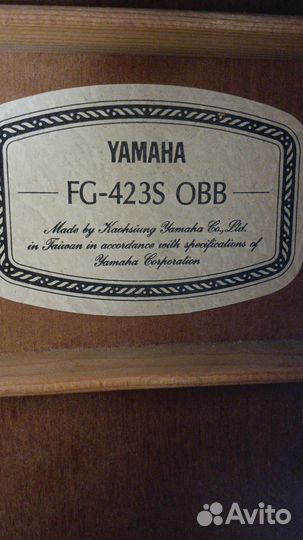 YAMAHA
FG-423S OBB
Made by Kaohsiung Yamaha Co., Ltd.
in Taiwan in accordance with specifications of
Yamaha Corporation
Avito